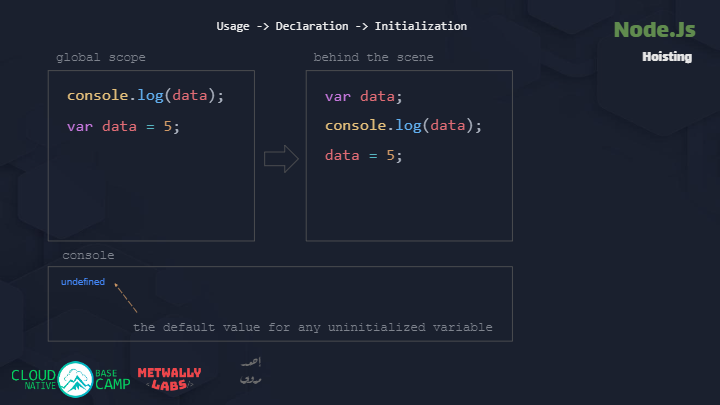 Usage -> Declaration -> Initialization
Node.Js
Hoisting
global scope
console.log(data);
var data = 5;
behind the scene
var data;
console.log(data);
data = 5;
console
undefined
the default value for any uninitialized variable
CLOUD NATIVE
BASE CAMP
METWALLY
<LABS/>